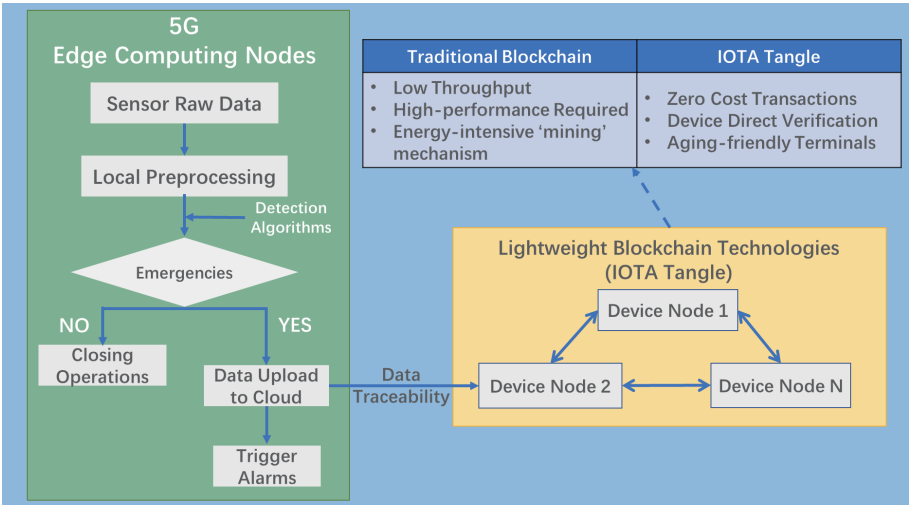 5G
Edge Computing Nodes
Sensor Raw Data
Local Preprocessing
Detection
Algorithms
Emergencies
NO
YES
Closing
Operations
Data Upload
to Cloud
Trigger
Alarms
Data
Traceability
Traditional Blockchain
IOTA Tangle
• Low Throughput
• High-performance Required
• Energy-intensive ‘mining’
mechanism
• Zero Cost Transactions
• Device Direct Verification
• Aging-friendly Terminals
Lightweight Blockchain Technologies
(IOTA Tangle)
Device Node 1
Device Node 2
Device Node N